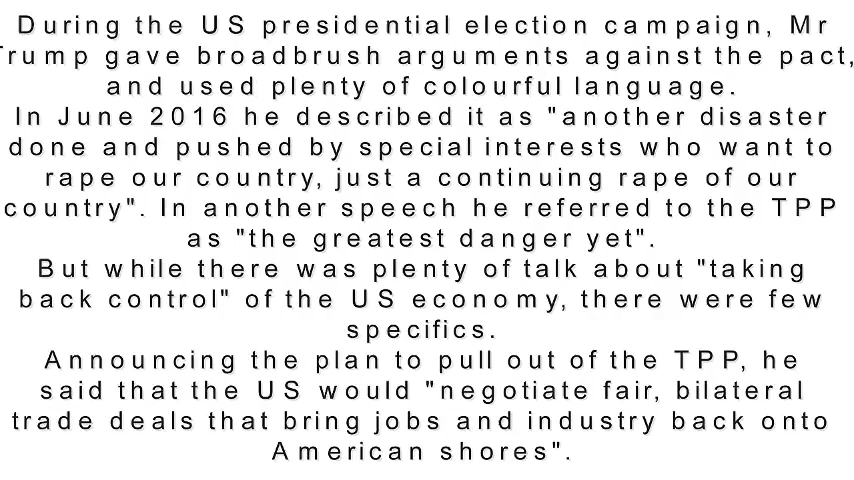 During the US presidential election campaign, Mr
Trump gave broadbrush arguments against the pact,
and used plenty of colourful language.
In June 2016 he described it as "another disaster
done and pushed by special interests who want to
rape our country, just a continuing rape of our
country". In another speech he referred to the TPP
as "the greatest danger yet".
But while there was plenty of talk about "taking
back control" of the US economy, there were few
specifics.
Announcing the plan to pull out of the TPP, he
said that the US would "negotiate fair, bilateral
trade deals that bring jobs and industry back onto
American shores".